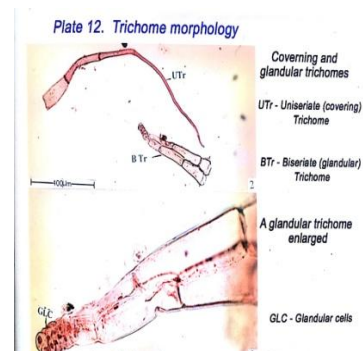 Plate 12. Trichome morphology
Coverning and
glandular trichomes
UTr
UTr - Uniseriate (covering)
Trichome
B Tr
BTr - Biseriate (glandular)
Trichome
100µm
2
A glandular trichome
enlarged
GLC
GLC - Glandular cells